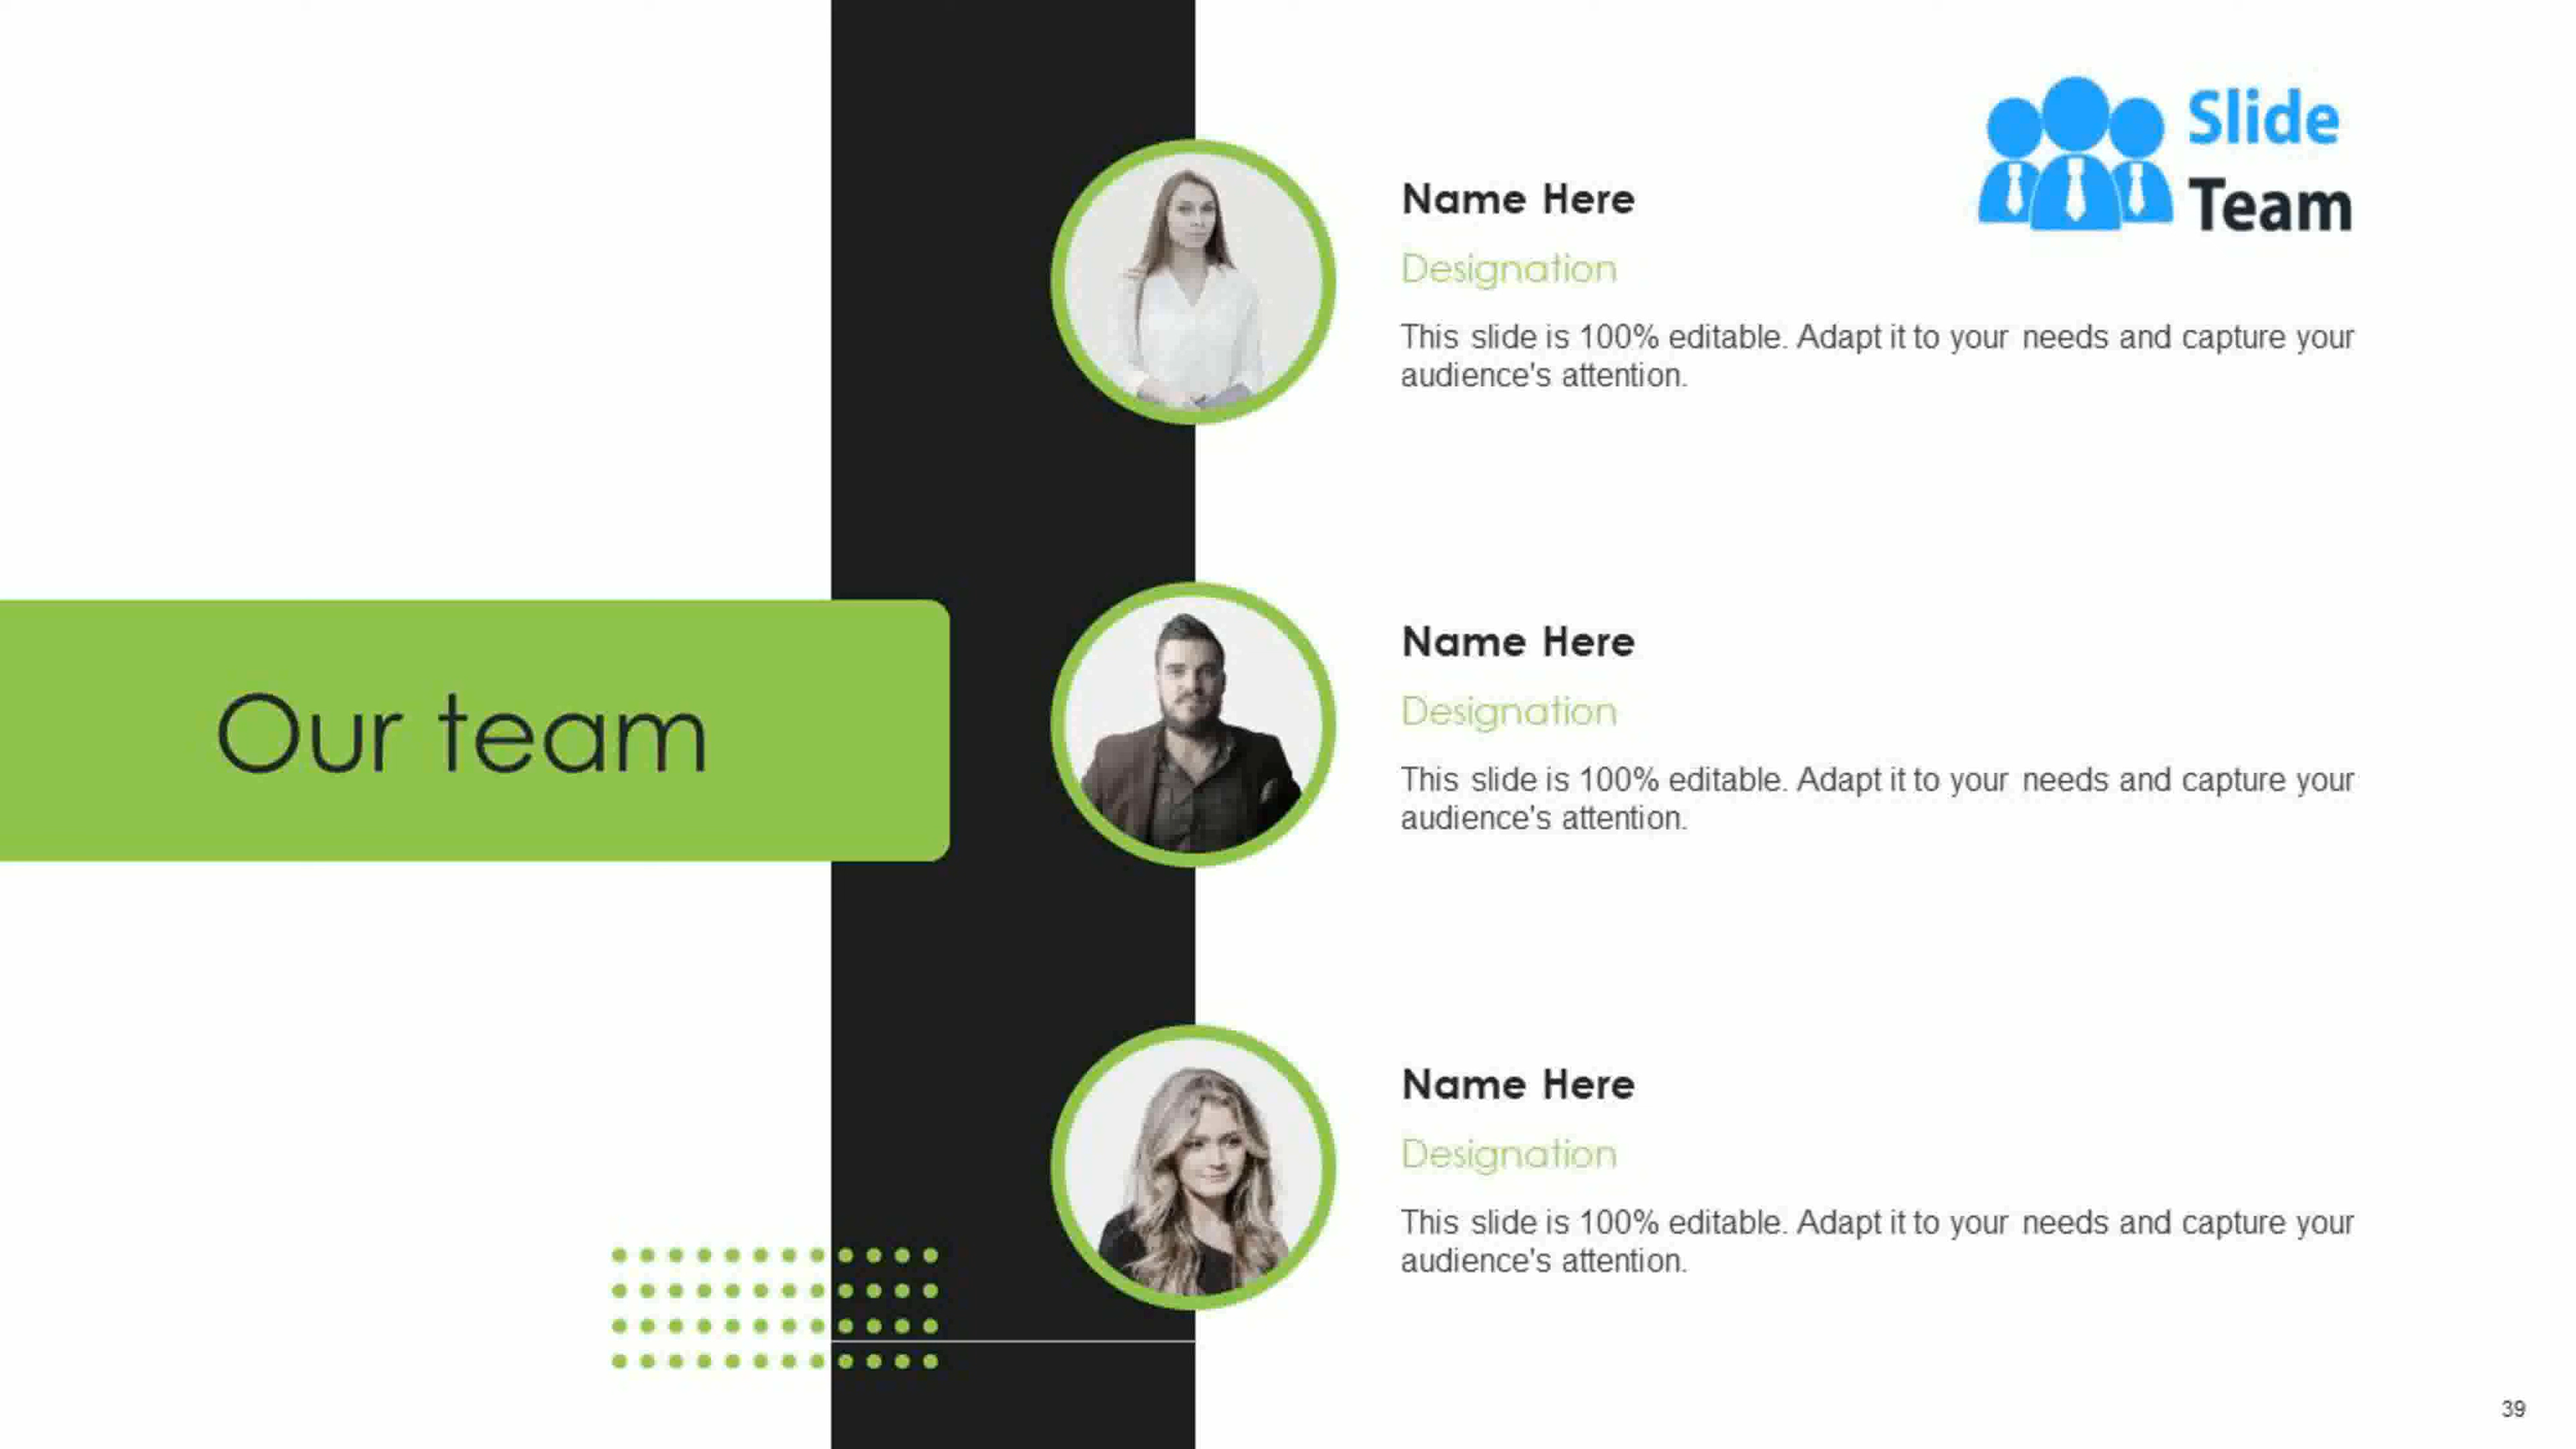 Slide
Team
Our team
Name Here
Designation
This slide is 100% editable. Adapt it to your needs and capture your
audience's attention.
Name Here
Designation
This slide is 100% editable. Adapt it to your needs and capture your
audience's attention.
Name Here
Designation
This slide is 100% editable. Adapt it to your needs and capture your
audience's attention.
39